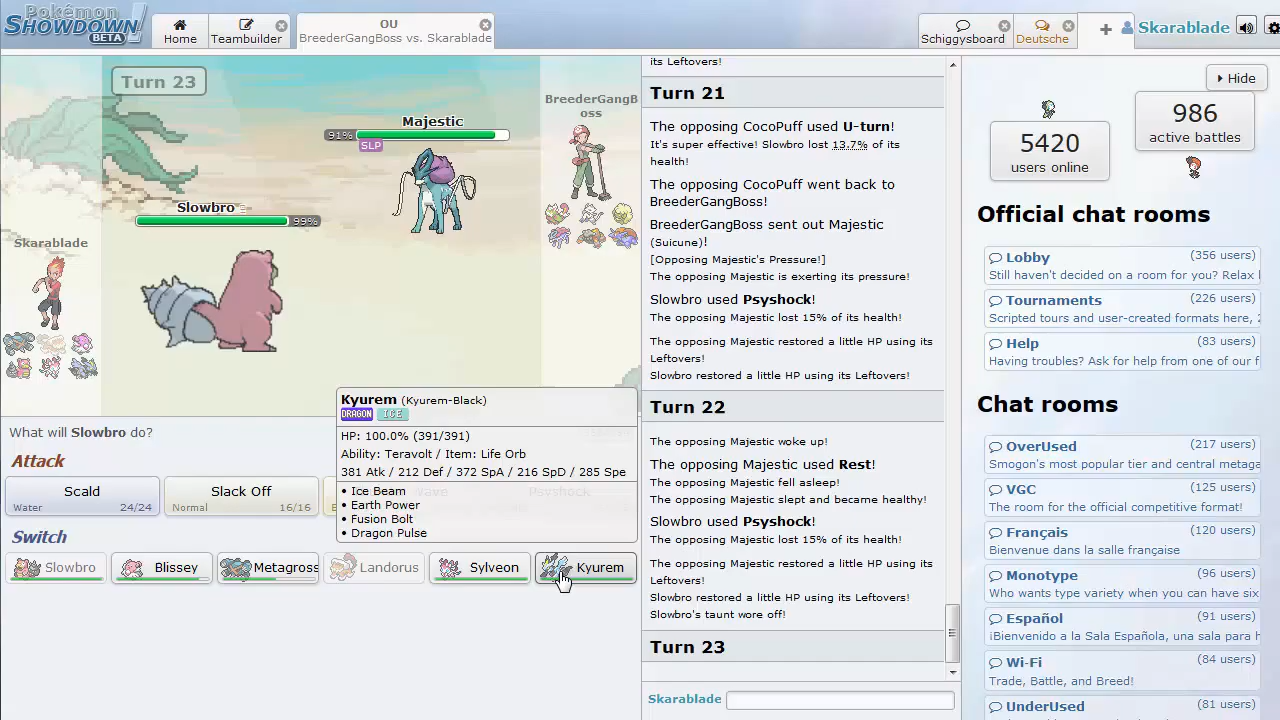 Pokémon
SHOWDOWN!
BETA
Home
Teambuilder
OU
BreederGangBoss vs. Skarablade
Schiggysboard
Deutsche
Skarablade
Turn 23
BreederGangB
oss
Majestic
91%
SLP
Slowbro
99%
Skarablade
What will Slowbro do?
Attack
Scald
Water 24/24
Slack Off
Normal 16/16
Psyshock
Kyurem (Kyurem-Black)
DRAGON ICE
HP: 100.0% (391/391)
Ability: Teravolt / Item: Life Orb
381 Atk / 212 Def / 372 SpA / 216 SpD / 285 Spe
• Ice Beam
• Earth Power
• Fusion Bolt
• Dragon Pulse
Switch
Slowbro
Blissey
Metagross
Landorus
Sylveon
Kyurem
its Leftovers!
Turn 21
The opposing CocoPuff used U-turn!
It's super effective! Slowbro lost 13.7% of its
health!
The opposing CocoPuff went back to
BreederGangBoss!
BreederGangBoss sent out Majestic
(Suicune)!
[Opposing Majestic's Pressure!]
The opposing Majestic is exerting its pressure!
Slowbro used Psyshock!
The opposing Majestic lost 15% of its health!
The opposing Majestic restored a little HP using its
Leftovers!
Slowbro restored a little HP using its Leftovers!
Turn 22
The opposing Majestic woke up!
The opposing Majestic used Rest!
The opposing Majestic fell asleep!
The opposing Majestic slept and became healthy!
Slowbro used Psyshock!
The opposing Majestic lost 15% of its health!
The opposing Majestic restored a little HP using its
Leftovers!
Slowbro restored a little HP using its Leftovers!
Slowbro's taunt wore off!
Turn 23
Skarablade
Hide
5420
users online
986
active battles
Official chat rooms
Lobby (356 users)
Still haven't decided on a room for you? Relax
Tournaments (226 users)
Scripted tours and user-created formats here,
Help (83 users)
Having troubles? Ask for help from one of our f
Chat rooms
OverUsed (217 users)
Smogon's most popular tier and central metaga
VGC (125 users)
The room for the official competitive format!
Français (120 users)
Bienvenue dans la salle française
Monotype (96 users)
Who wants type variety when you can have six
Español (91 users)
¡Bienvenido a la Sala Española, una sala para h
Wi-Fi (84 users)
Trade, Battle, and Breed!
UnderUsed (81 users)